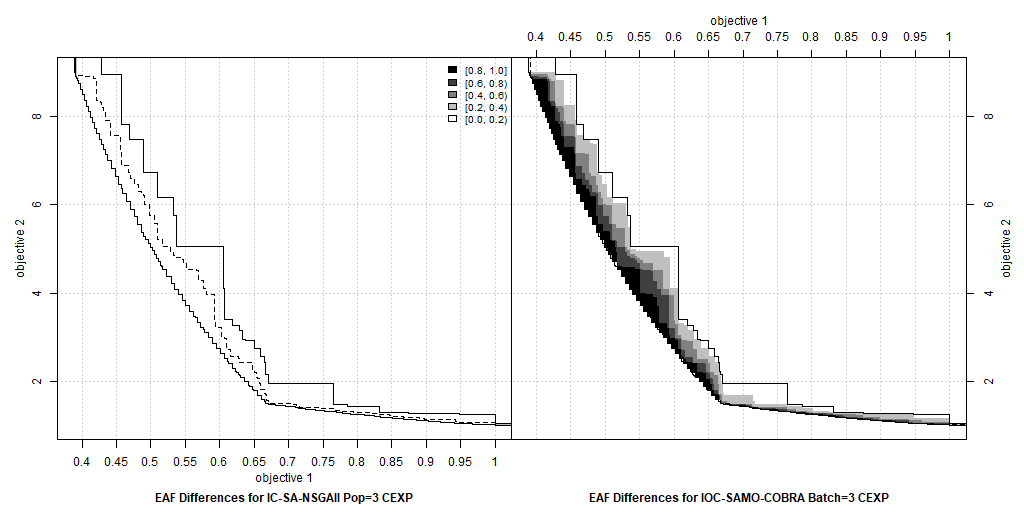 objective 1
0.4 0.45 0.5 0.55 0.6 0.65 0.7 0.75 0.8 0.85 0.9 0.95 1
[0.8, 1.0]
[0.6, 0.8)
[0.4, 0.6)
[0.2, 0.4)
[0.0, 0.2)
objective 2
8
6
4
2
8
6
4
2
objective 2
0.4 0.45 0.5 0.55 0.6 0.65 0.7 0.75 0.8 0.85 0.9 0.95 1
objective 1
EAF Differences for IC-SA-NSGAII Pop=3 CEXP
EAF Differences for IOC-SAMO-COBRA Batch=3 CEXP